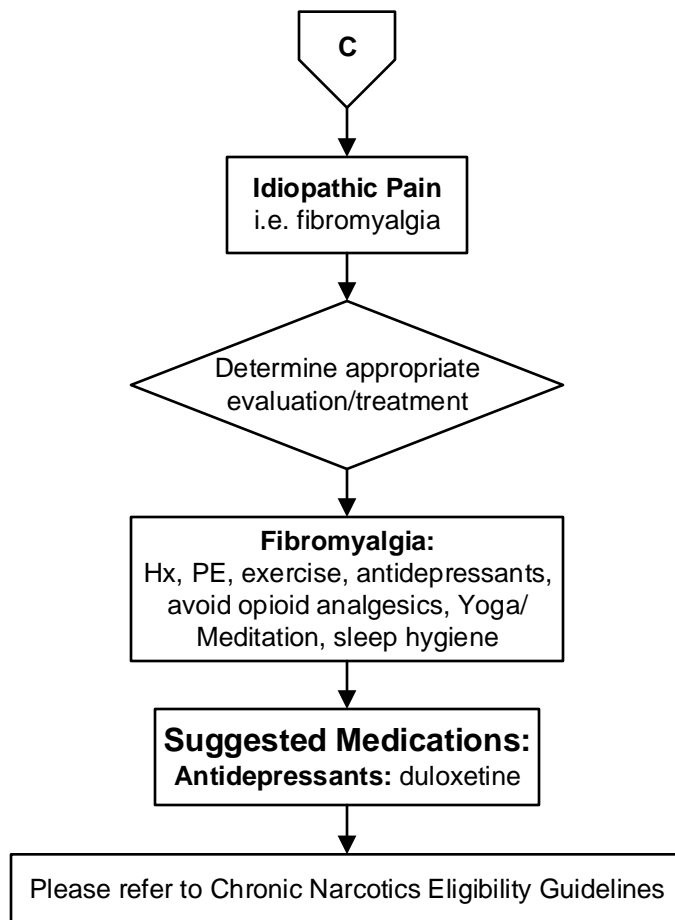 C
Idiopathic Pain
i.e. fibromyalgia
Determine appropriate
evaluation/treatment
Fibromyalgia:
Hx, PE, exercise, antidepressants,
avoid opioid analgesics, Yoga/
Meditation, sleep hygiene
Suggested Medications:
Antidepressants: duloxetine
Please refer to Chronic Narcotics Eligibility Guidelines